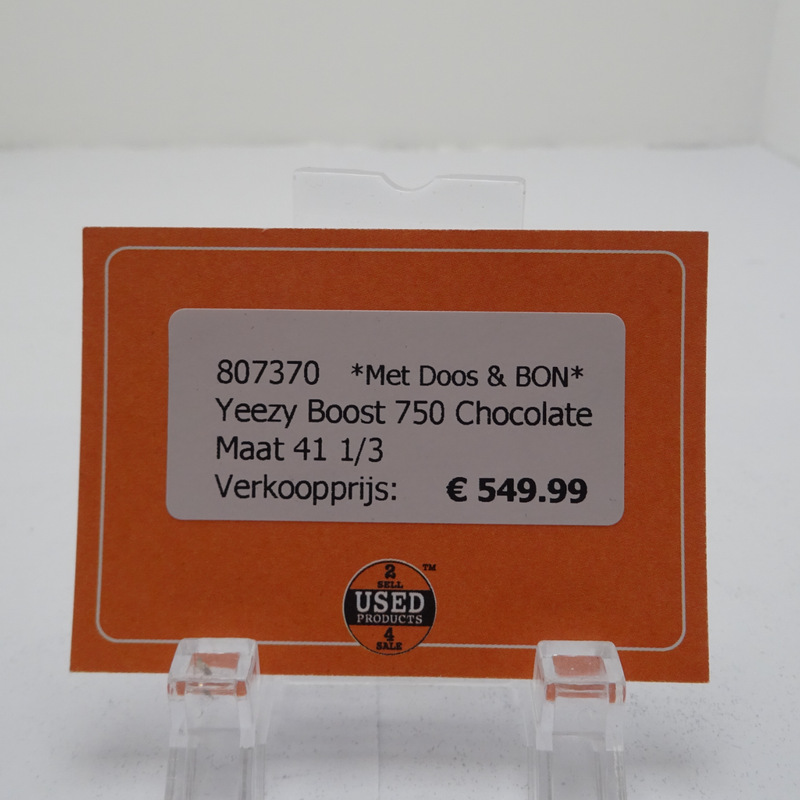 807370 *Met Doos & BON*
Yeezy Boost 750 Chocolate
Maat 41 1/3
Verkoopprijs: € 549.99
2
SELL
USED
PRODUCTS
4
SALE
TM